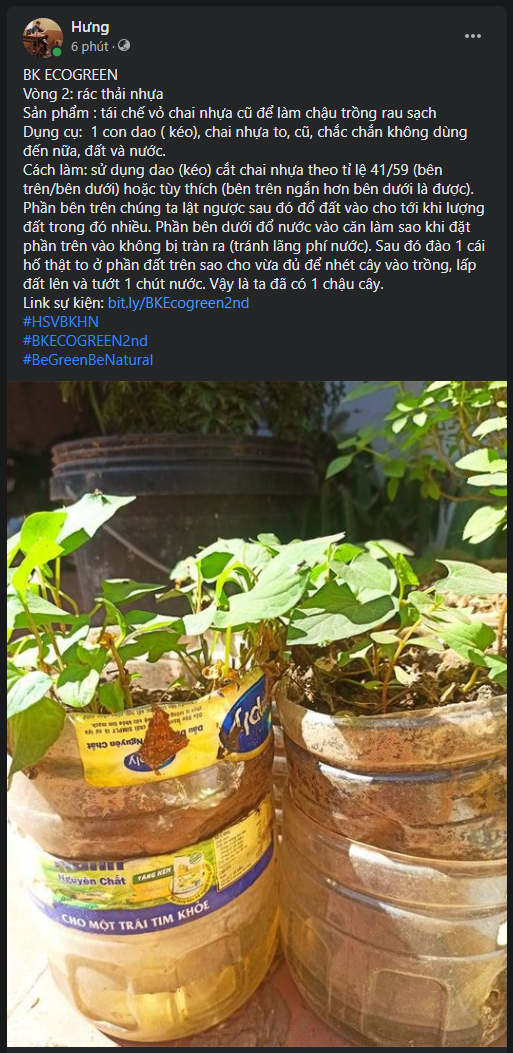 Hưng
6 phút ·
BK ECOGREEN
Vòng 2: rác thải nhựa
Sản phẩm : tái chế vỏ chai nhựa cũ để làm chậu trồng rau sạch
Dụng cụ: 1 con dao ( kéo), chai nhựa to, cũ, chắc chắn không dùng
đến nữa, đất và nước.
Cách làm: sử dụng dao (kéo) cắt chai nhựa theo tỉ lệ 41/59 (bên
trên/bên dưới) hoặc tùy thích (bên trên ngắn hơn bên dưới là được).
Phần bên trên chúng ta lật ngược sau đó đổ đất vào cho tới khi lượng
đất trong đó nhiều. Phần bên dưới đổ nước vào căn làm sao khi đặt
phần trên vào không bị tràn ra (tránh lãng phí nước). Sau đó đào 1 cái
hố thật to ở phần đất trên sao cho vừa đủ để nhét cây vào trồng, lấp
đất lên và tướt 1 chút nước. Vậy là ta đã có 1 chậu cây.
Link sự kiện: bit.ly/BKEcogreen2nd
#HSVBKHN
#BKECOGREEN2nd
#BeGreenBeNatural
Nguyên Chất
Nguyên Chất
TẶNG KÈM
CHO MỘT TRÁI TIM KHỎE